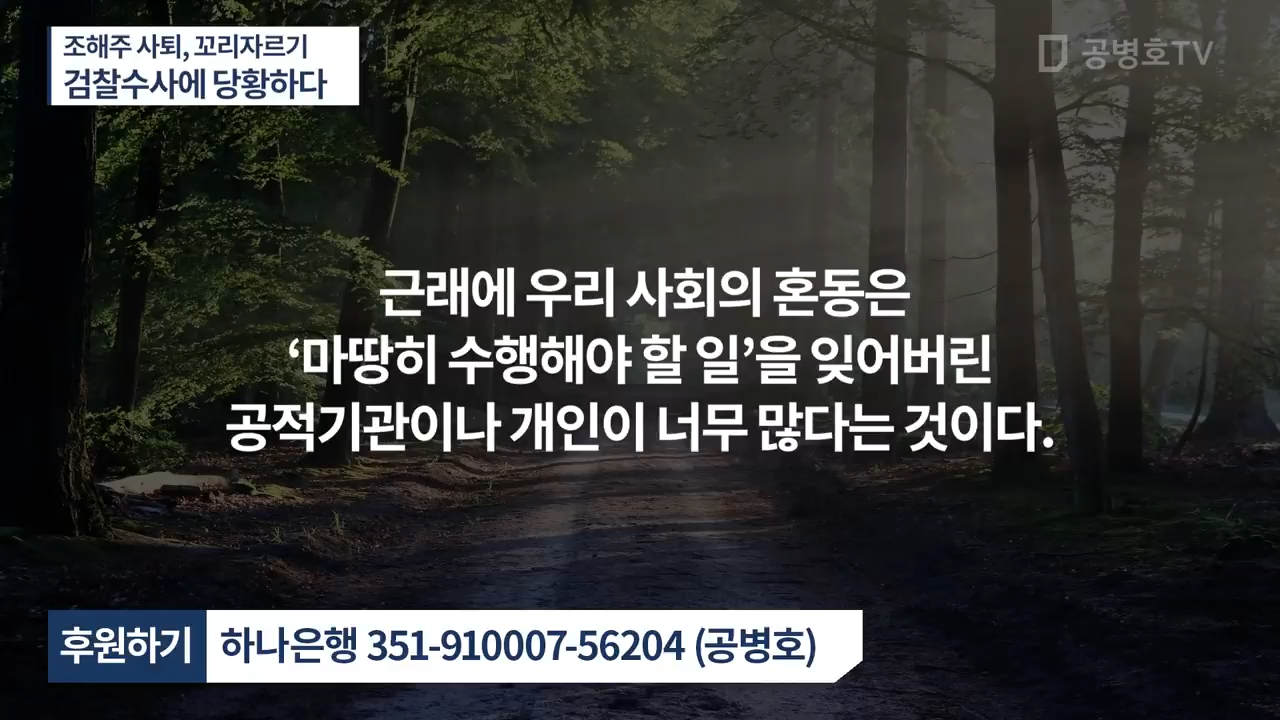 조해주 사퇴, 꼬리자르기
검찰수사에 당황하다
공병호TV
근래에 우리 사회의 혼동은
‘마땅히 수행해야 할 일’을 잊어버린
공적기관이나 개인이 너무 많다는 것이다.
후원하기 하나은행 351-910007-56204 (공병호)